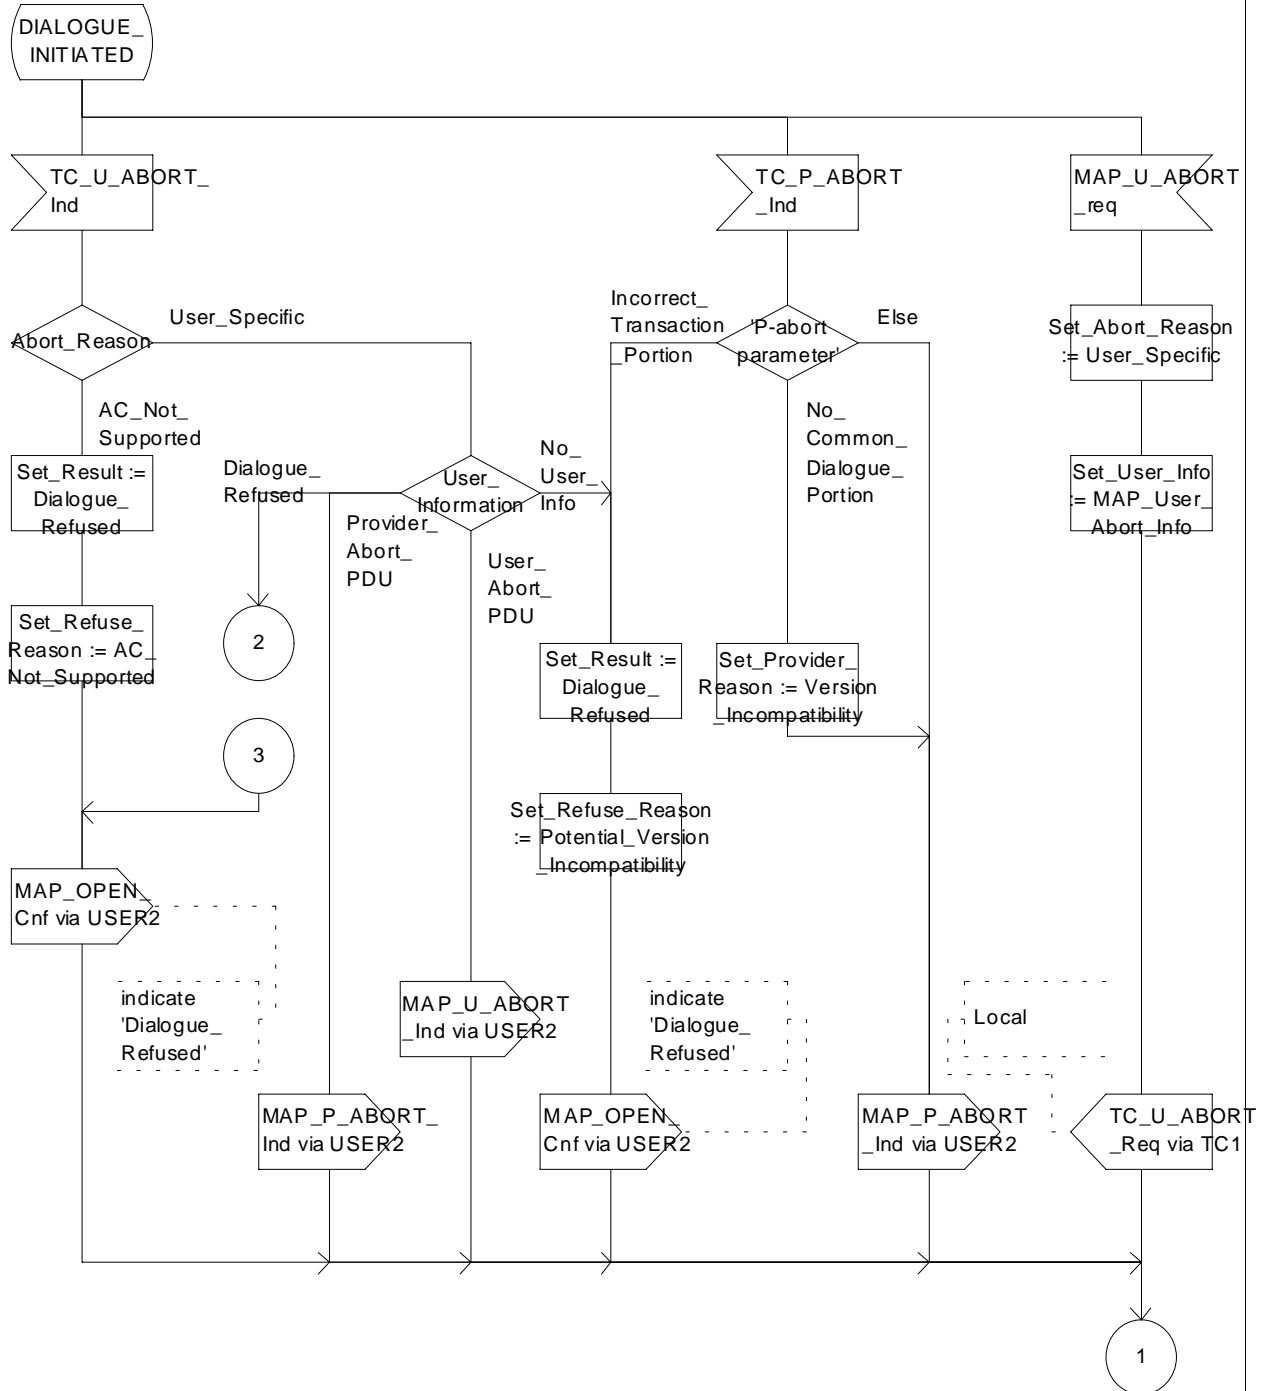 DIALOGUE_
INITIATED
TC_U_ABORT_
Ind
TC_P_ABORT
_Ind
MAP_U_ABORT
_req
Abort_Reason
User_Specific
Incorrect_
Transaction
_Portion
'P-abort
parameter'
Else
Set_Abort_Reason
:= User_Specific
AC_Not_
Supported
Set_Result :=
Dialogue_
Refused
Dialogue_
Refused
User_
Information
No_
User_
Info
No_
Common_
Dialogue_
Portion
Set_User_Info
:= MAP_User_
Abort_Info
Provider_
Abort_
PDU
User_
Abort_
PDU
Set_Refuse_
Reason := AC_
Not_Supported
2
Set_Result :=
Dialogue_
Refused
Set_Provider_
Reason := Version
_Incompatibility
3
Set_Refuse_Reason
:= Potential_Version
_Incompatibility
MAP_OPEN_
Cnf via USER2
indicate
'Dialogue_
Refused'
MAP_U_ABORT
_Ind via USER2
indicate
'Dialogue_
Refused'
Local
MAP_P_ABORT_
Ind via USER2
MAP_OPEN_
Cnf via USER2
MAP_P_ABORT
_Ind via USER2
TC_U_ABORT
_Req via TC1
1